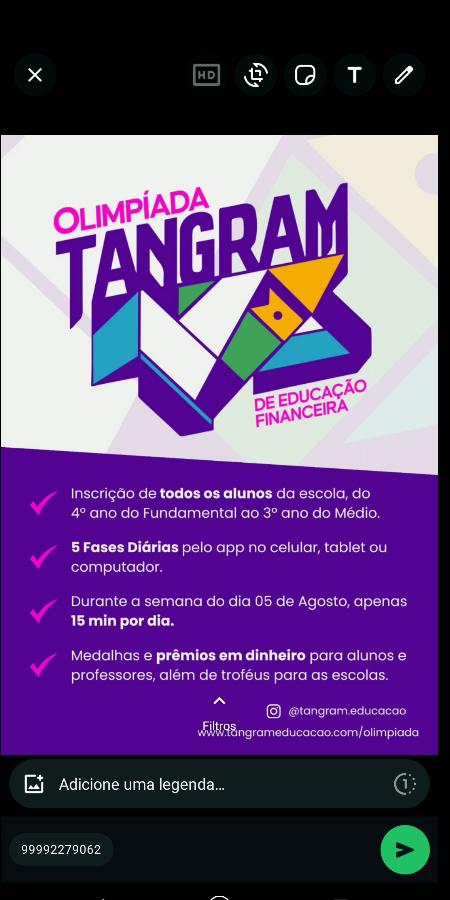 HD
T
OLIMPÍADA
TANGRAM
DE EDUCAÇÃO
FINANCEIRA
Inscrição de todos os alunos da escola, do
4º ano do Fundamental ao 3º ano do Médio.
5 Fases Diárias pelo app no celular, tablet ou
computador.
Durante a semana do dia 05 de Agosto, apenas
15 min por dia.
Medalhas e prêmios em dinheiro para alunos e
professores, além de troféus para as escolas.
@tangram.educacao
Filtros
www.tangrameducacao.com/olimpiada
Adicione uma legenda...
1
99992279062